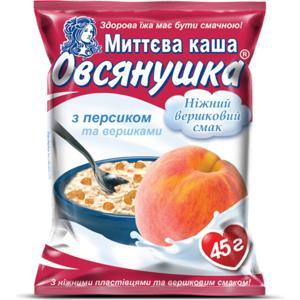 Здорова їжа має бути смачною!
Миттєва каша
Овсянушка®
Ніжний
вершковий
смак
з персиком
та вершками
45 г
З ніжними пластівцями та вершковим смаком!